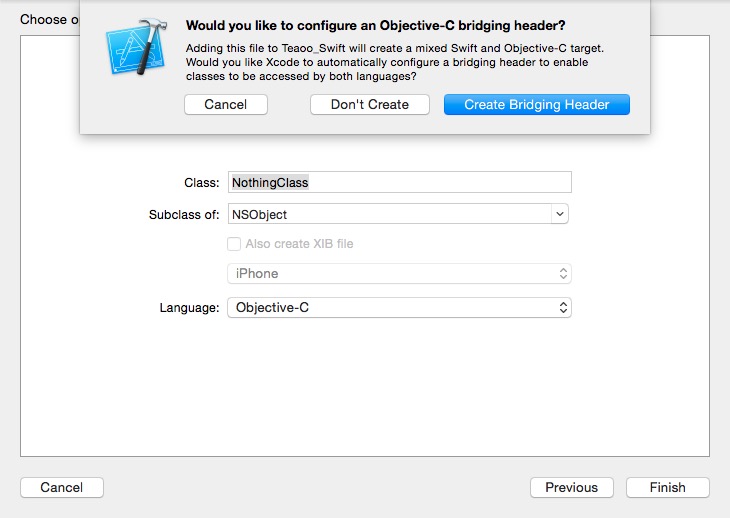 Would you like to configure an Objective-C bridging header?
Choose
Adding this file to Teaoo_Swift will create a mixed Swift and Objective-C target.
Would you like Xcode to automatically configure a bridging header to enable
classes to be accessed by both languages?
Cancel Don't Create Create Bridging Header
Class: NothingClass
Subclass of: NSObject
Also create XIB file
iPhone
Language: Objective-C
Cancel Previous Finish